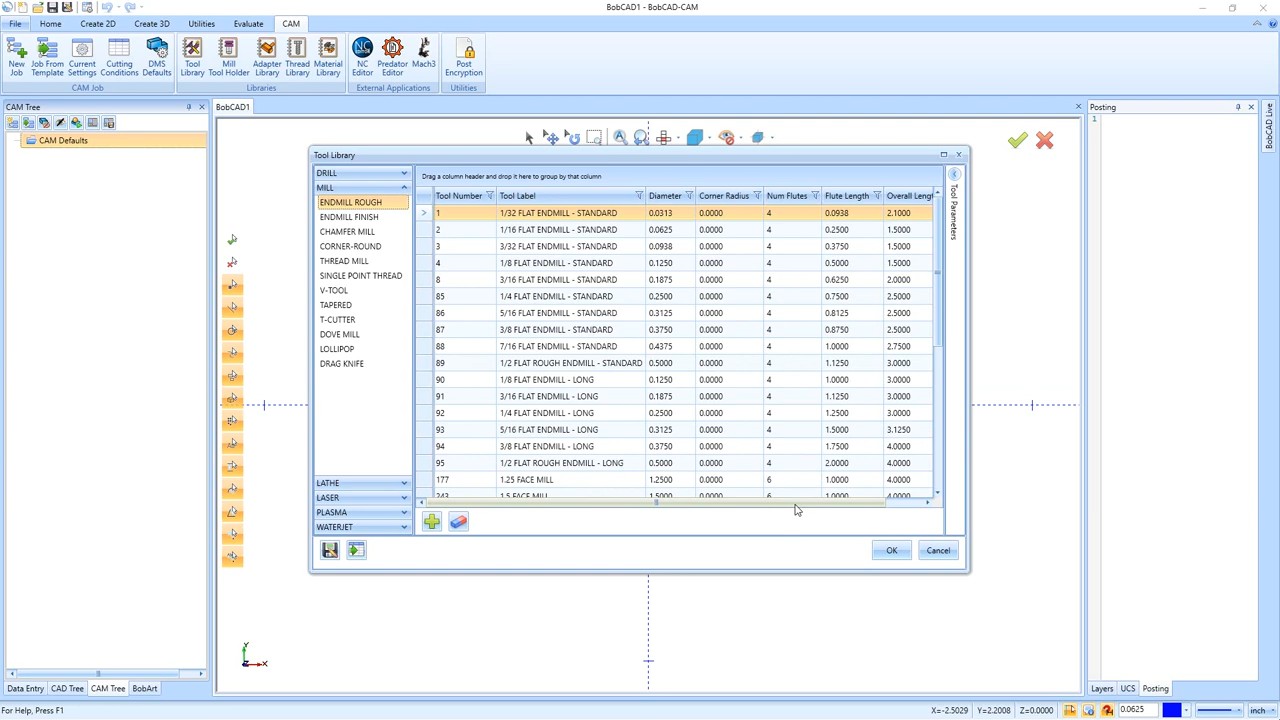 BobCAD1 - BobCAD-CAM
File Home Create 2D Create 3D Utilities Evaluate CAM
New Job Job From Template Current Settings Cutting Conditions DMS Defaults Tool Library Mill Tool Holder Adapter Library Thread Library Material Library NC Editor Predator Editor Mach3 Post Encryption
CAM Job Libraries External Applications Utilities
CAM Tree
BobCAD1
Posting
BobCAD Live
CAM Defaults
1
Tool Library
DRILL
MILL
ENDMILL ROUGH
ENDMILL FINISH
CHAMFER MILL
CORNER-ROUND
THREAD MILL
SINGLE POINT THREAD
V-TOOL
TAPERED
T-CUTTER
DOVE MILL
LOLLIPOP
DRAG KNIFE
LATHE
LASER
PLASMA
WATERJET
Drag a column header and drop it here to group by that column
Tool Number Tool Label Diameter Corner Radius Num Flutes Flute Length Overall Lengt
1 1/32 FLAT ENDMILL - STANDARD 0.0313 0.0000 4 0.0938 2.1000
2 1/16 FLAT ENDMILL - STANDARD 0.0625 0.0000 4 0.2500 1.5000
3 3/32 FLAT ENDMILL - STANDARD 0.0938 0.0000 4 0.3750 1.5000
4 1/8 FLAT ENDMILL - STANDARD 0.1250 0.0000 4 0.5000 1.5000
8 3/16 FLAT ENDMILL - STANDARD 0.1875 0.0000 4 0.6250 2.0000
85 1/4 FLAT ENDMILL - STANDARD 0.2500 0.0000 4 0.7500 2.5000
86 5/16 FLAT ENDMILL - STANDARD 0.3125 0.0000 4 0.8125 2.5000
87 3/8 FLAT ENDMILL - STANDARD 0.3750 0.0000 4 0.8750 2.5000
88 7/16 FLAT ENDMILL - STANDARD 0.4375 0.0000 4 1.0000 2.7500
89 1/2 FLAT ROUGH ENDMILL - STANDARD 0.5000 0.0000 4 1.1250 3.0000
90 1/8 FLAT ENDMILL - LONG 0.1250 0.0000 4 1.0000 3.0000
91 3/16 FLAT ENDMILL - LONG 0.1875 0.0000 4 1.1250 3.0000
92 1/4 FLAT ENDMILL - LONG 0.2500 0.0000 4 1.2500 3.0000
93 5/16 FLAT ENDMILL - LONG 0.3125 0.0000 4 1.5000 3.1250
94 3/8 FLAT ENDMILL - LONG 0.3750 0.0000 4 1.7500 4.0000
95 1/2 FLAT ROUGH ENDMILL - LONG 0.5000 0.0000 4 2.0000 4.0000
177 1.25 FACE MILL 1.2500 0.0000 6 1.0000 4.0000
243 1.5 FACE MILL 1.5000 0.0000 6 1.0000 4.0000
Tool Parameters
OK Cancel
Y
X
Z
Data Entry CAD Tree CAM Tree BobArt
Layers UCS Posting
For Help, Press F1
X=-2.5029 Y=2.2008 Z=0.0000 0.0625 inch